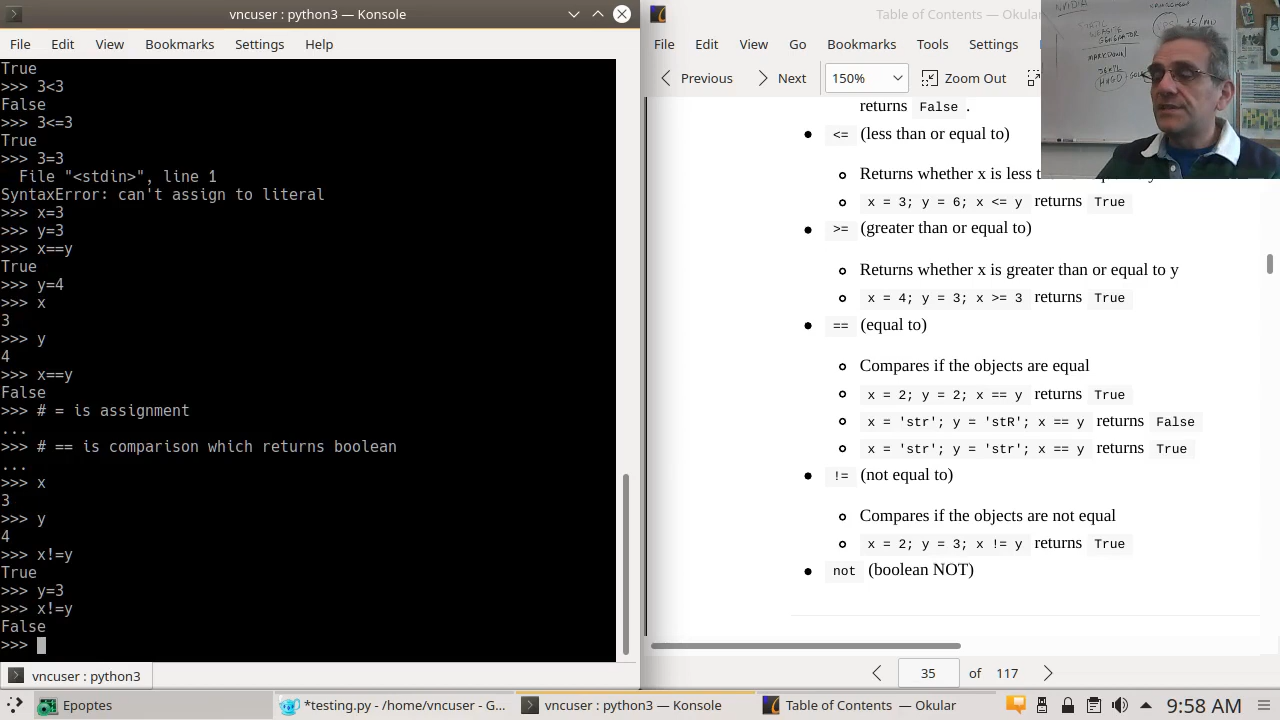 vncuser : python3 — Konsole
File Edit View Bookmarks Settings Help
True
>>> 3<3
False
>>> 3<=3
True
>>> 3=3
  File "<stdin>", line 1
SyntaxError: can't assign to literal
>>> x=3
>>> y=3
>>> x==y
True
>>> y=4
>>> x
3
>>> y
4
>>> x==y
False
>>> # = is assignment
...
>>> # == is comparison which returns boolean
...
>>> x
3
>>> y
4
>>> x!=y
True
>>> y=3
>>> x!=y
False
>>>
vncuser : python3
Table of Contents — Okular
File Edit View Go Bookmarks Tools Settings
Previous Next 150% Zoom Out
returns False .
<= (less than or equal to)
Returns whether x is less
x = 3; y = 6; x <= y returns True
>= (greater than or equal to)
Returns whether x is greater than or equal to y
x = 4; y = 3; x >= 3 returns True
== (equal to)
Compares if the objects are equal
x = 2; y = 2; x == y returns True
x = 'str'; y = 'stR'; x == y returns False
x = 'str'; y = 'str'; x == y returns True
!= (not equal to)
Compares if the objects are not equal
x = 2; y = 3; x != y returns True
not (boolean NOT)
35 of 117
STATIC
WEBSITE
GENERATOR
MARKDOWN
HUGO
Epoptes
*testing.py - /home/vncuser - G...
vncuser : python3 — Konsole
Table of Contents — Okular
9:58 AM